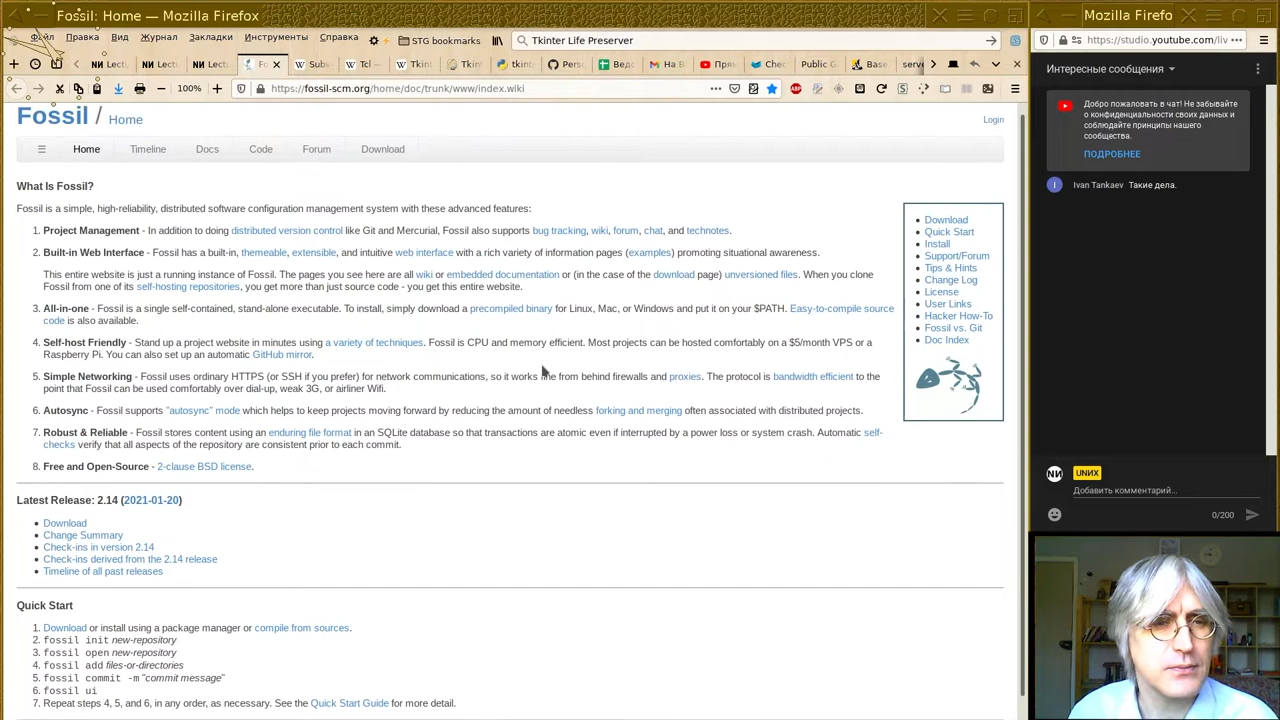 Fossil: Home — Mozilla Firefox
Mozilla Firefo
Файл Правка Вид Журнал Закладки Инструменты Справка STG bookmarks Tkinter Life Preserver
https://studio.youtube.com/liv
Lectu Lectu Lectu Fo Subv Tcl — Tkin Tkin tkinte Perso Вед На В Пря Chec Public G Base serve
100% https://fossil-scm.org/home/doc/trunk/www/index.wiki
Fossil / Home
Login
Home Timeline Docs Code Forum Download
What Is Fossil?
Fossil is a simple, high-reliability, distributed software configuration management system with these advanced features:
1. Project Management - In addition to doing distributed version control like Git and Mercurial, Fossil also supports bug tracking, wiki, forum, chat, and technotes.
2. Built-in Web Interface - Fossil has a built-in, themeable, extensible, and intuitive web interface with a rich variety of information pages (examples) promoting situational awareness.
This entire website is just a running instance of Fossil. The pages you see here are all wiki or embedded documentation or (in the case of the download page) unversioned files. When you clone
Fossil from one of its self-hosting repositories, you get more than just source code - you get this entire website.
3. All-in-one - Fossil is a single self-contained, stand-alone executable. To install, simply download a precompiled binary for Linux, Mac, or Windows and put it on your $PATH. Easy-to-compile source
code is also available.
4. Self-host Friendly - Stand up a project website in minutes using a variety of techniques. Fossil is CPU and memory efficient. Most projects can be hosted comfortably on a $5/month VPS or a
Raspberry Pi. You can also set up an automatic GitHub mirror.
5. Simple Networking - Fossil uses ordinary HTTPS (or SSH if you prefer) for network communications, so it works fine from behind firewalls and proxies. The protocol is bandwidth efficient to the
point that Fossil can be used comfortably over dial-up, weak 3G, or airliner Wifi.
6. Autosync - Fossil supports "autosync" mode which helps to keep projects moving forward by reducing the amount of needless forking and merging often associated with distributed projects.
7. Robust & Reliable - Fossil stores content using an enduring file format in an SQLite database so that transactions are atomic even if interrupted by a power loss or system crash. Automatic self-
checks verify that all aspects of the repository are consistent prior to each commit.
8. Free and Open-Source - 2-clause BSD license.
Download
Quick Start
Install
Support/Forum
Tips & Hints
Change Log
License
User Links
Hacker How-To
Fossil vs. Git
Doc Index
Latest Release: 2.14 (2021-01-20)
Download
Change Summary
Check-ins in version 2.14
Check-ins derived from the 2.14 release
Timeline of all past releases
Quick Start
1. Download or install using a package manager or compile from sources.
2. fossil init new-repository
3. fossil open new-repository
4. fossil add files-or-directories
5. fossil commit -m "commit message"
6. fossil ui
7. Repeat steps 4, 5, and 6, in any order, as necessary. See the Quick Start Guide for more detail.
Интересные сообщения
Добро пожаловать в чат! Не забывайте
о конфиденциальности своих данных и
соблюдайте принципы нашего
сообщества.
ПОДРОБНЕЕ
Ivan Tankaev Такие дела.
UNИX
Добавить комментарий...
0/200